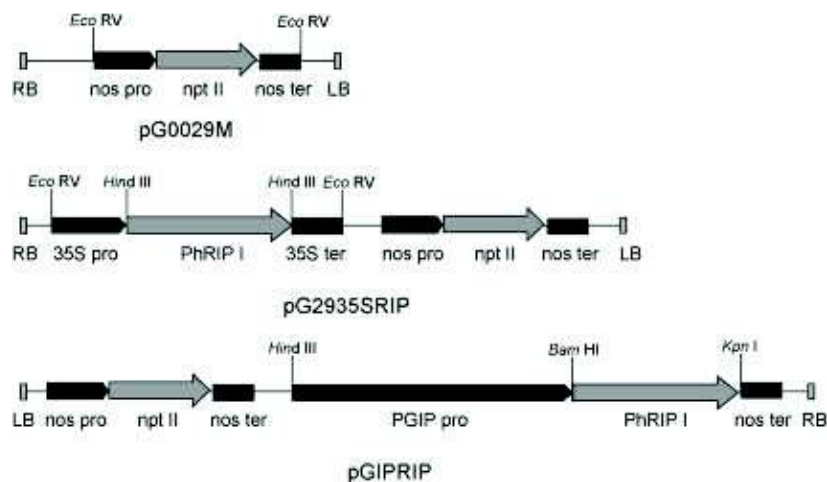 Eco RV Eco RV
RB nos pro npt II nos ter LB
pG0029M
Eco RV Hind III Hind III Eco RV
RB 35S pro PhRIP I 35S ter nos pro npt II nos ter LB
pG2935SRIP
Hind III Bam HI Kpn I
LB nos pro npt II nos ter PGIP pro PhRIP I nos ter RB
pGIPRIP